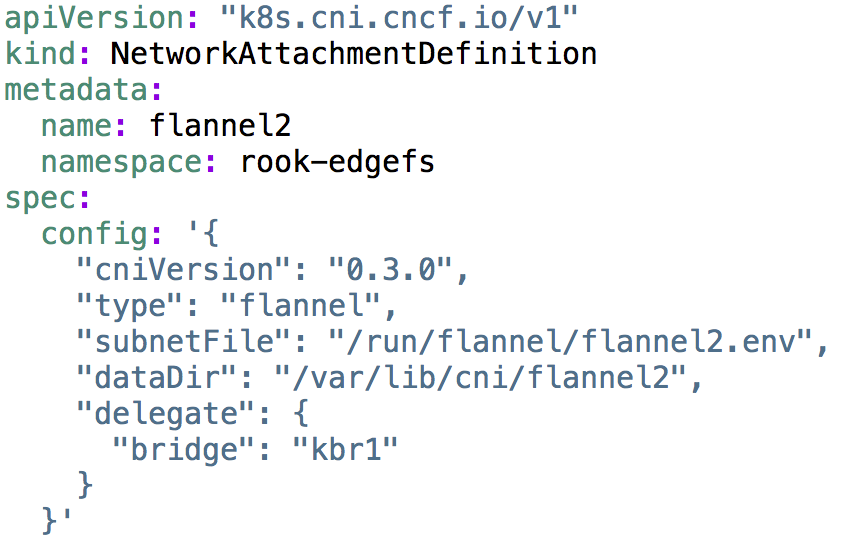 apiVersion: "k8s.cni.cncf.io/v1"
kind: NetworkAttachmentDefinition
metadata:
  name: flannel2
  namespace: rook-edgefs
spec:
  config: '{
    "cniVersion": "0.3.0",
    "type": "flannel",
    "subnetFile": "/run/flannel/flannel2.env",
    "dataDir": "/var/lib/cni/flannel2",
    "delegate": {
      "bridge": "kbr1"
    }
  }'